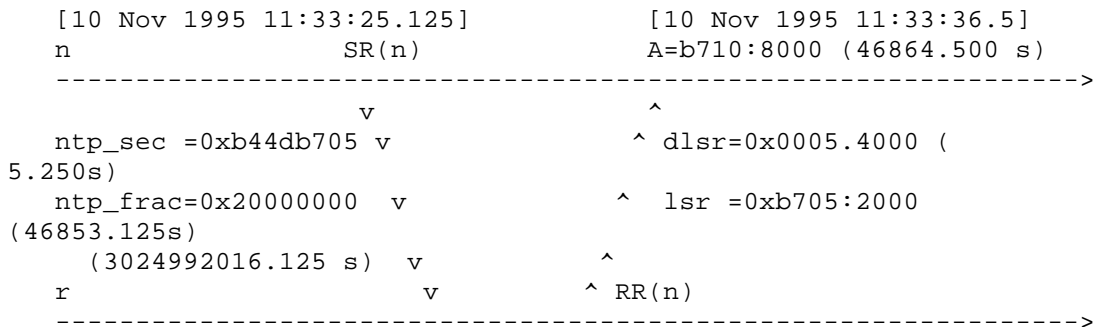 [10 Nov 1995 11:33:25.125] [10 Nov 1995 11:33:36.5]
n SR(n) A=b710:8000 (46864.500 s)
---------------------------------------------------------------->
v ^
ntp_sec =0xb44db705 v ^ dlsr=0x0005.4000 (
5.250s)
ntp_frac=0x20000000 v ^ lsr =0xb705:2000
(46853.125s)
(3024992016.125 s) v ^
r v ^ RR(n)
---------------------------------------------------------------->